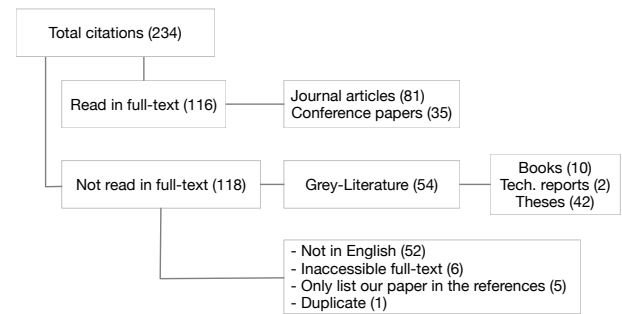 Total citations (234)
Read in full-text (116)
Journal articles (81)
Conference papers (35)
Not read in full-text (118)
Grey-Literature (54)
Books (10)
Tech. reports (2)
Theses (42)
- Not in English (52)
- Inaccessible full-text (6)
- Only list our paper in the references (5)
- Duplicate (1)